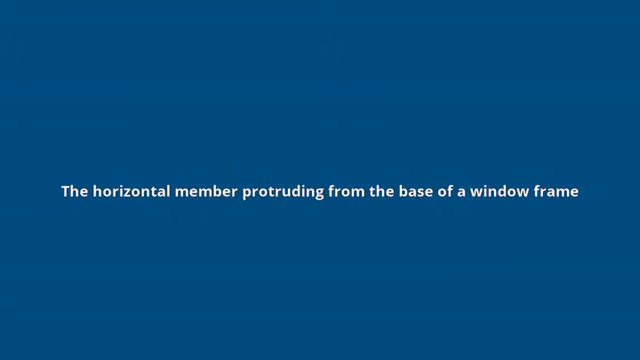 The horizontal member protruding from the base of a window frame